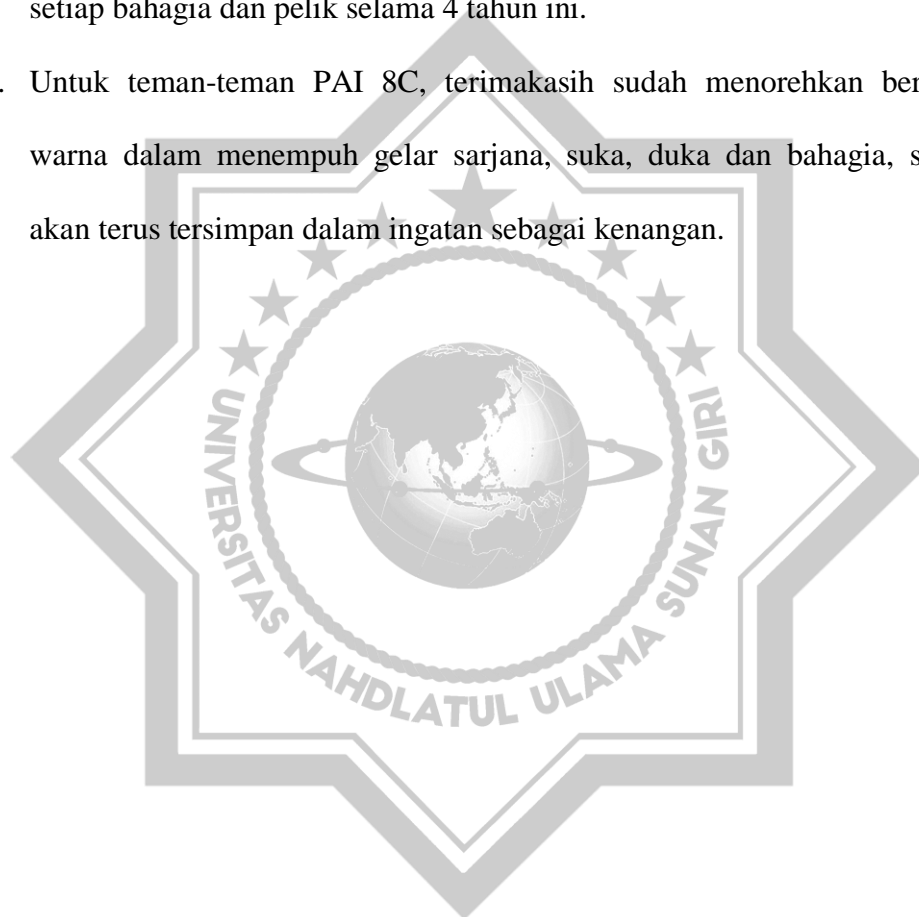 setiap bahagia dan pelik selama 4 tahun ini.
. Untuk teman-teman PAI 8C, terimakasih sudah menorehkan ber
warna dalam menempuh gelar sarjana, suka, duka dan bahagia, s
akan terus tersimpan dalam ingatan sebagai kenangan.
UNIVERSITAS NAHDLATUL ULAMA SUNAN GIRI